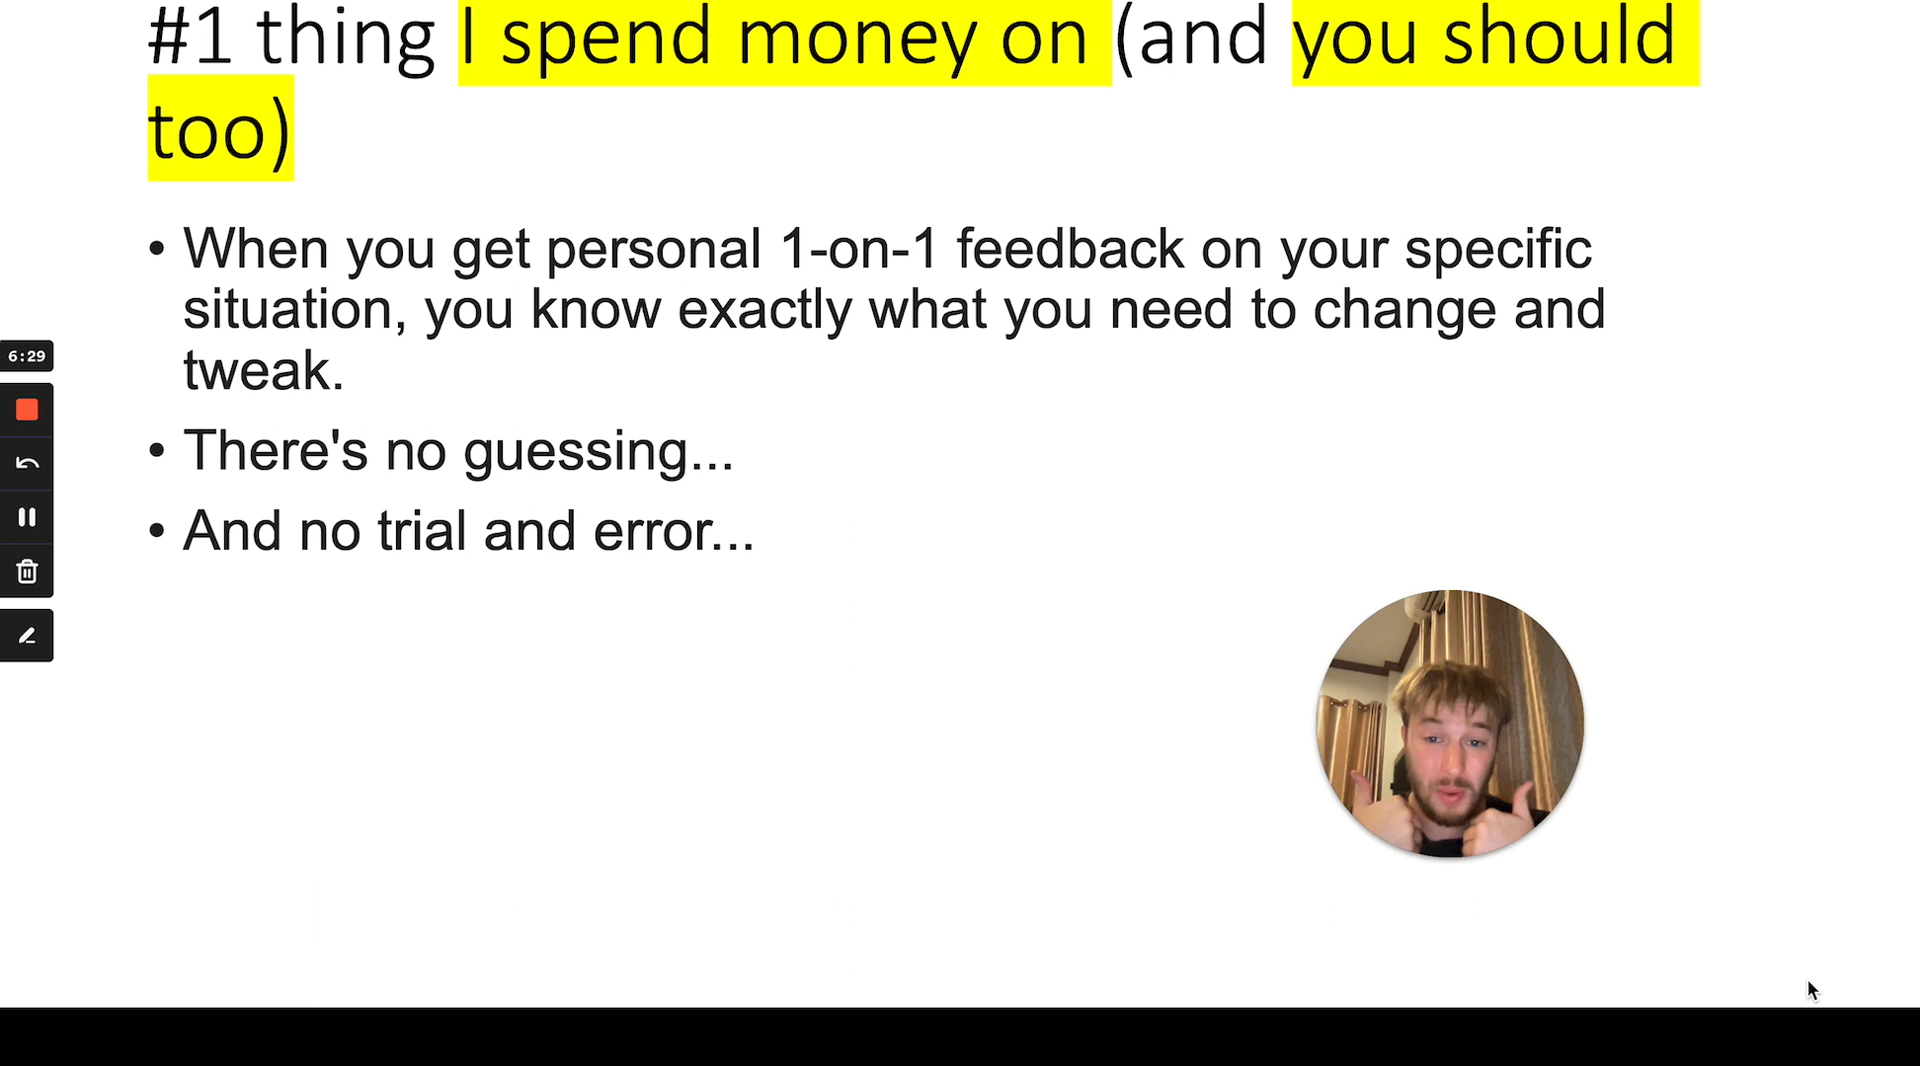 #1 thing I spend money on (and you should
too)
• When you get personal 1-on-1 feedback on your specific
situation, you know exactly what you need to change and
tweak.
• There's no guessing...
• And no trial and error...
6:29